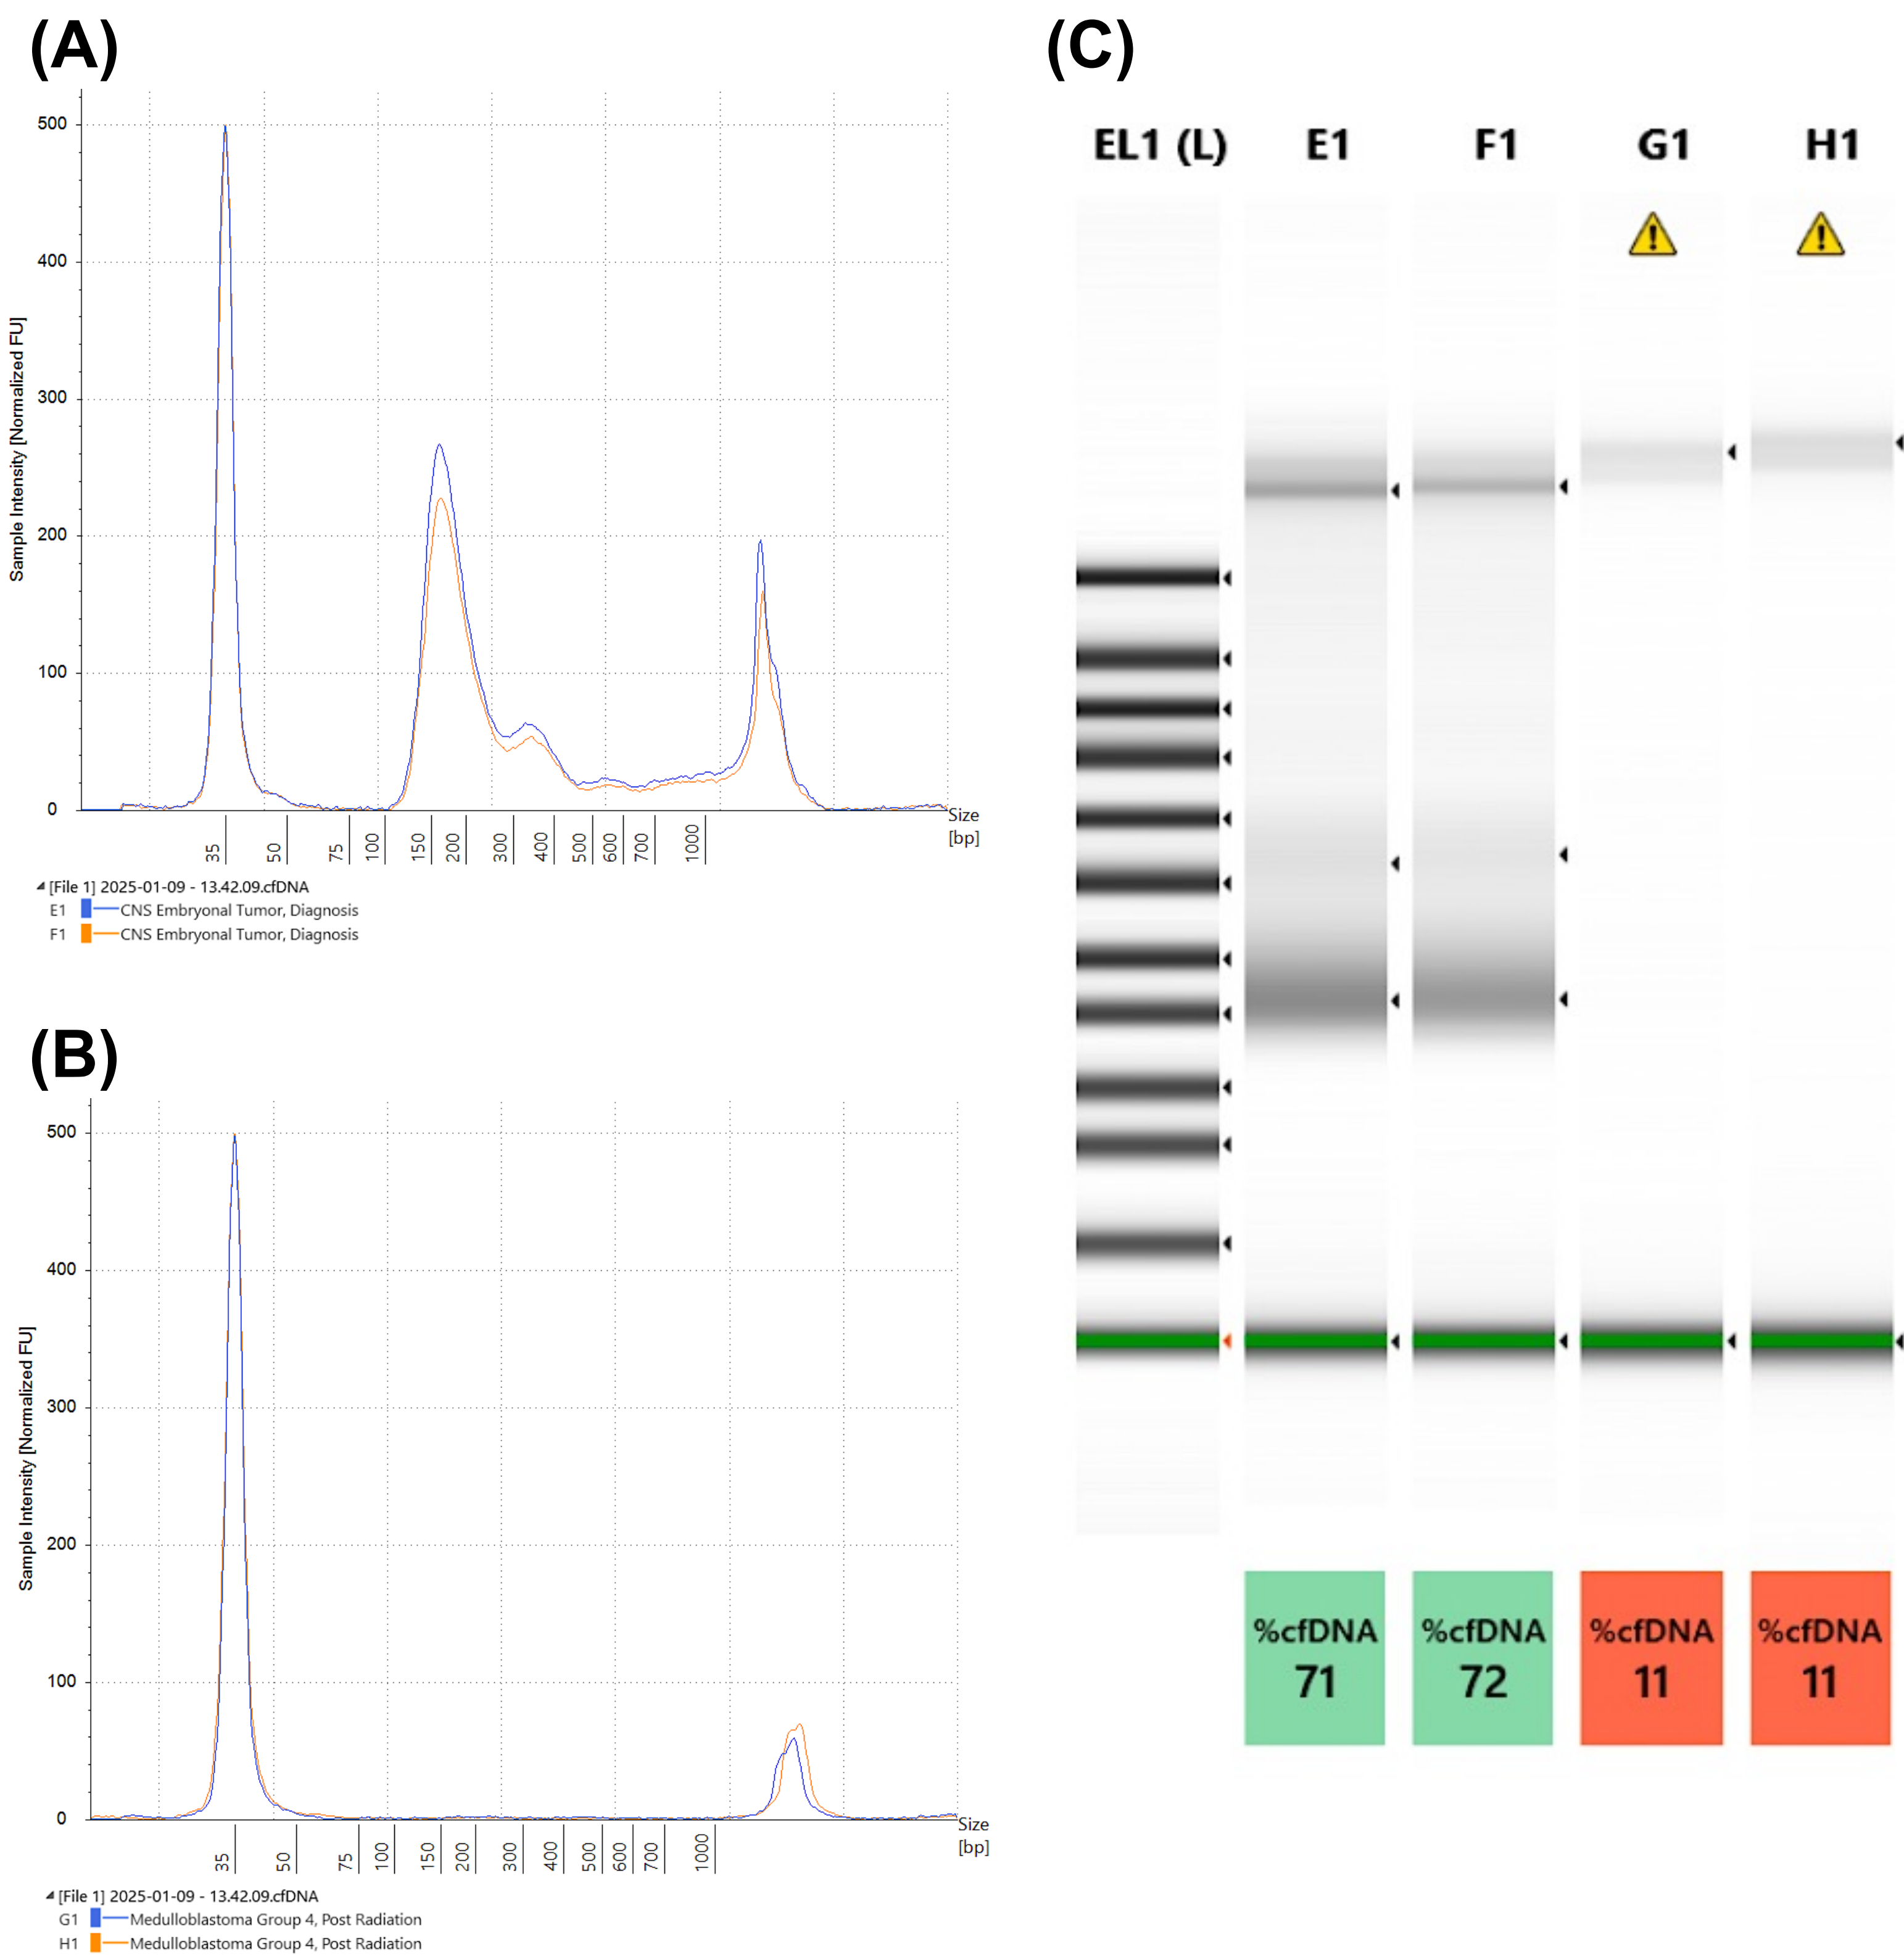 (A)
500
400
300
200
100
0
Sample Intensity [Normalized FU]
35 50 75 100 150 200 300 400 500 600 700 1000
Size
[bp]
[File 1] 2025-01-09 - 13.42.09.cfDNA
E1 CNS Embryonal Tumor, Diagnosis
F1 CNS Embryonal Tumor, Diagnosis
(B)
500
400
300
200
100
0
Sample Intensity [Normalized FU]
35 50 75 100 150 200 300 400 500 600 700 1000
Size
[bp]
[File 1] 2025-01-09 - 13.42.09.cfDNA
G1 Medulloblastoma Group 4, Post Radiation
H1 Medulloblastoma Group 4, Post Radiation
(C)
EL1 (L) E1 F1 G1 H1
! !
%cfDNA %cfDNA %cfDNA %cfDNA
71 72 11 11